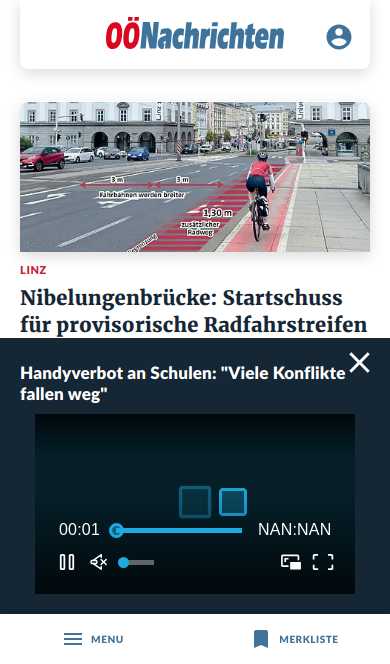 OÖNachrichten
3 m
3 m
Fahrbahnen werden breiter
1,30 m
zusätzlicher
Radweg
LINZ
Nibelungenbrücke: Startschuss
für provisorische Radfahrstreifen
Handyverbot an Schulen: "Viele Konflikte
fallen weg"
00:01
NAN:NAN
MENU
MERKLISTE